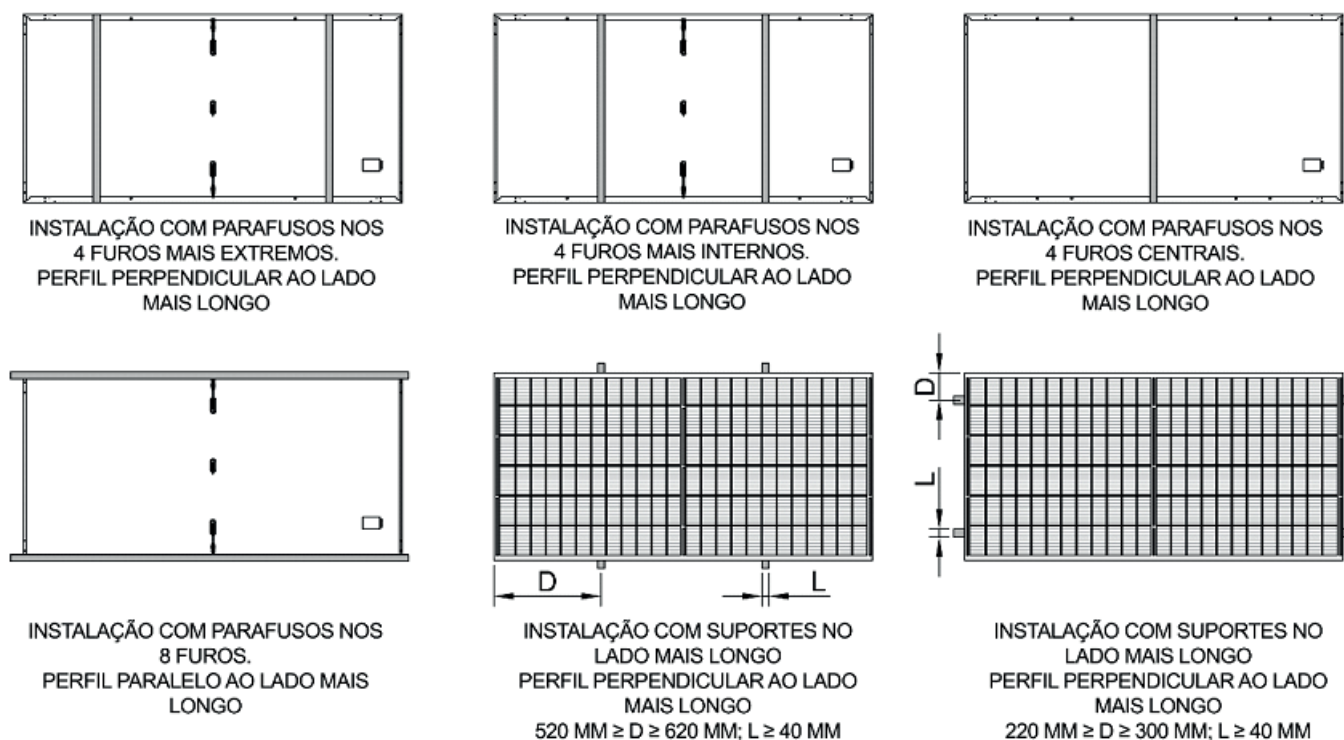 INSTALAÇÃO COM PARAFUSOS NOS
4 FUROS MAIS EXTREMOS.
PERFIL PERPENDICULAR AO LADO
MAIS LONGO
INSTALAÇÃO COM PARAFUSOS NOS
4 FUROS MAIS INTERNOS.
PERFIL PERPENDICULAR AO LADO
MAIS LONGO
INSTALAÇÃO COM PARAFUSOS NOS
4 FUROS CENTRAIS.
PERFIL PERPENDICULAR AO LADO
MAIS LONGO
INSTALAÇÃO COM PARAFUSOS NOS
8 FUROS.
PERFIL PARALELO AO LADO MAIS
LONGO
D
L
INSTALAÇÃO COM SUPORTES NO
LADO MAIS LONGO
PERFIL PERPENDICULAR AO LADO
MAIS LONGO
520 MM ≥ D ≥ 620 MM; L ≥ 40 MM
D
L
INSTALAÇÃO COM SUPORTES NO
LADO MAIS LONGO
PERFIL PERPENDICULAR AO LADO
MAIS LONGO
220 MM ≥ D ≥ 300 MM; L ≥ 40 MM